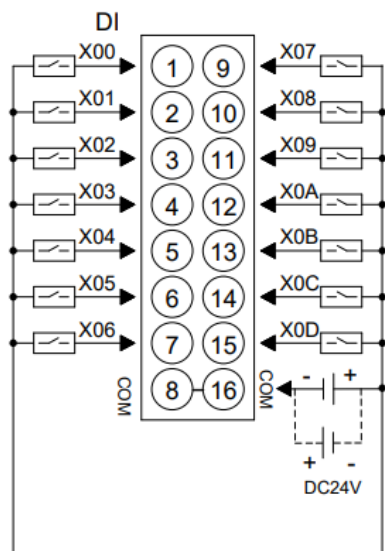 DI
X00 1 9 X07
X01 2 10 X08
X02 3 11 X09
X03 4 12 X0A
X04 5 13 X0B
X05 6 14 X0C
X06 7 15 X0D
COM 8 16 COM - +
+ -
DC24V